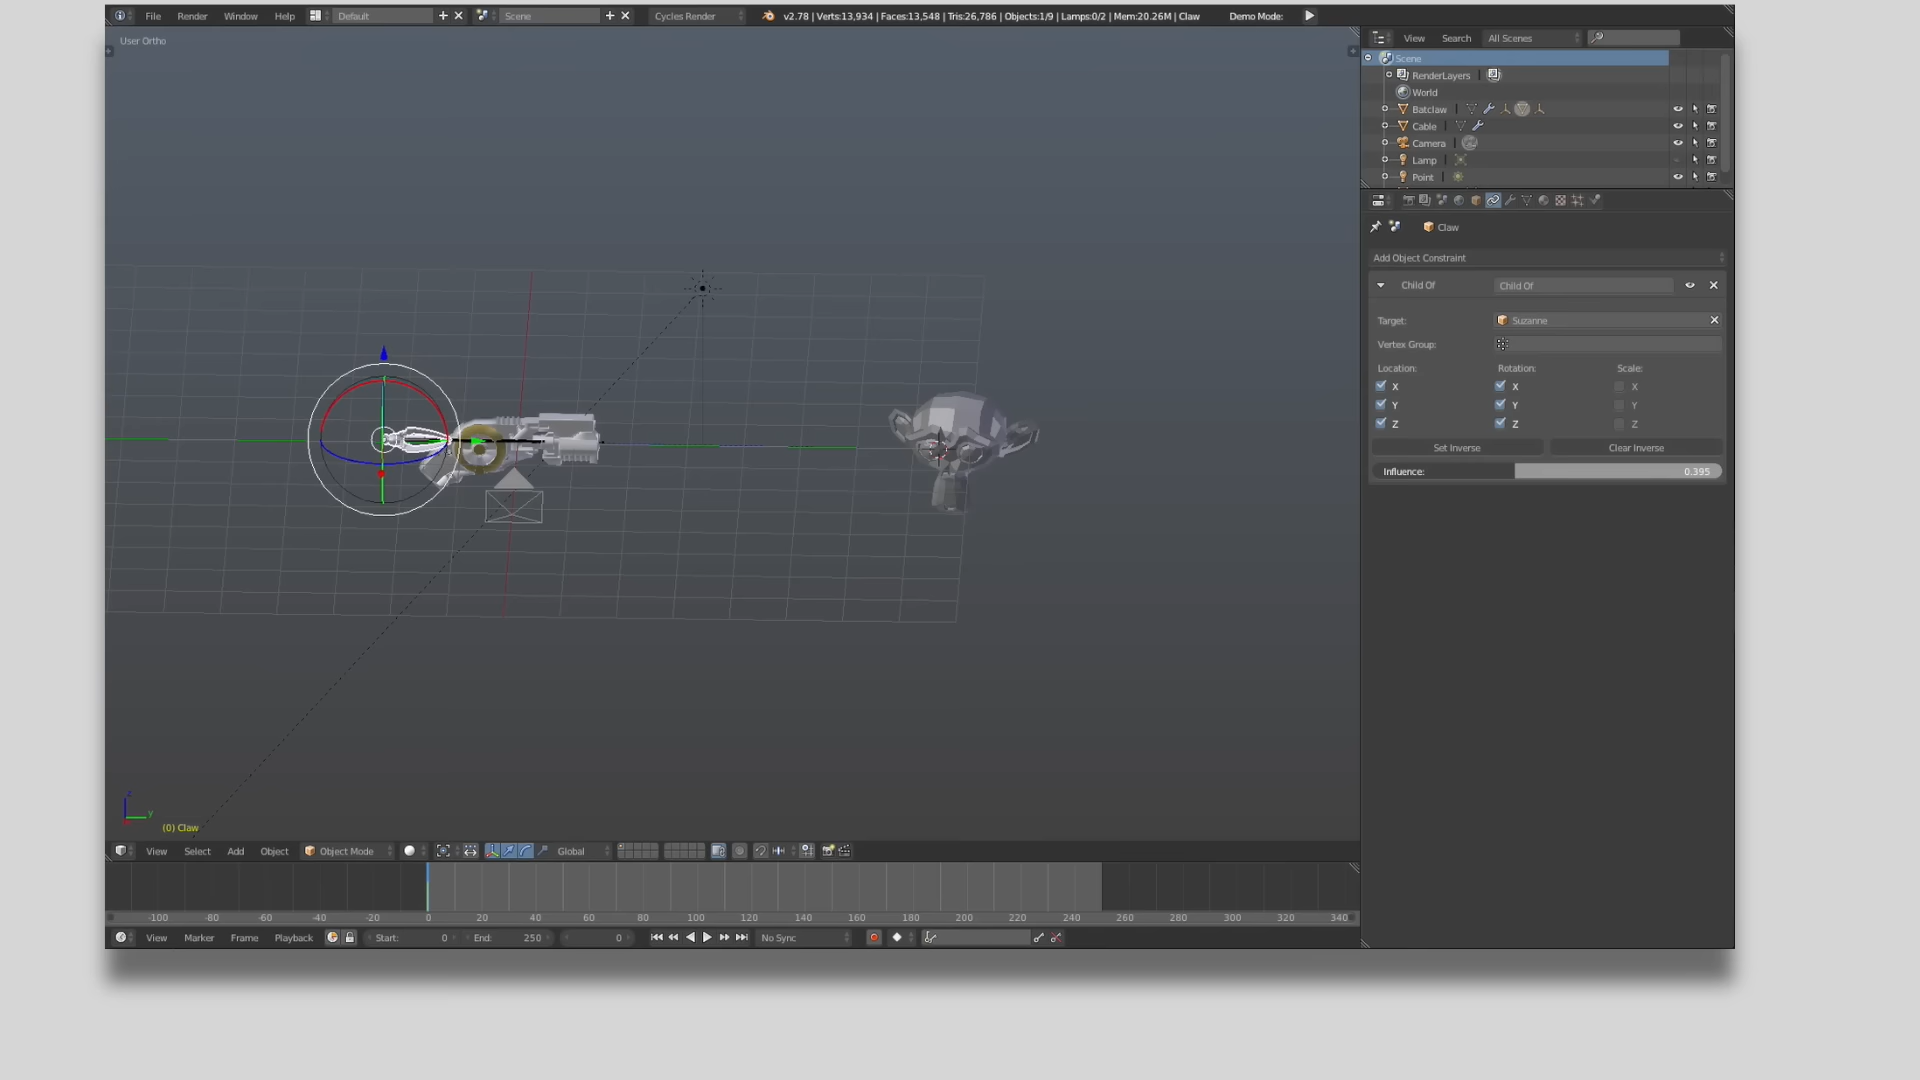 File Render Window Help Default Scene Cycles Render v2.78 | Verts:13,934 | Faces:13,548 | Tris:26,786 | Objects:1/9 | Lamps:0/2 | Mem:20.26M | Claw Demo Mode:
User Ortho
View Search All Scenes
Scene
RenderLayers
World
Batclaw
Cable
Camera
Lamp
Point
Claw
Add Object Constraint
Child Of Child Of
Target: Suzanne
Vertex Group:
Location: Rotation: Scale:
X X X
Y Y Y
Z Z Z
Set Inverse Clear Inverse
Influence: 0.395
z
y
(0) Claw
View Select Add Object Object Mode Global
-100 -80 -60 -40 -20 0 20 40 60 80 100 120 140 160 180 200 220 240 260 280 300 320 340
View Marker Frame Playback Start: 0 End: 250 0 No Sync